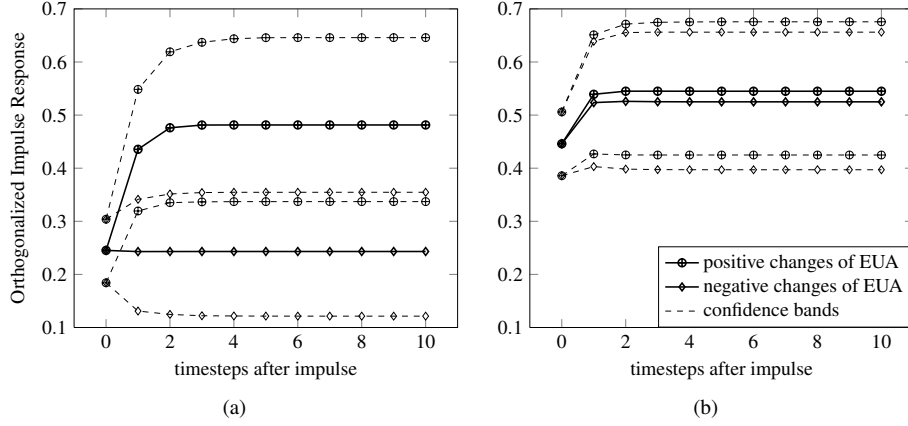 Orthogonalized Impulse Response
0.7
0.6
0.5
0.4
0.3
0.2
0.1
0 2 4 6 8 10
timesteps after impulse
(a)
0.7
0.6
0.5
0.4
0.3
0.2
0.1
positive changes of EUA
negative changes of EUA
confidence bands
0 2 4 6 8 10
timesteps after impulse
(b)